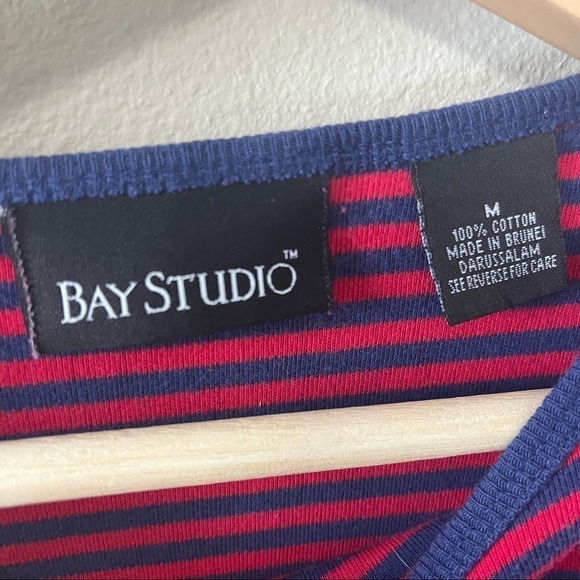 BAY STUDIO™
M
100% COTTON
MADE IN BRUNEI
DARUSSALAM
SEE REVERSE FOR CARE